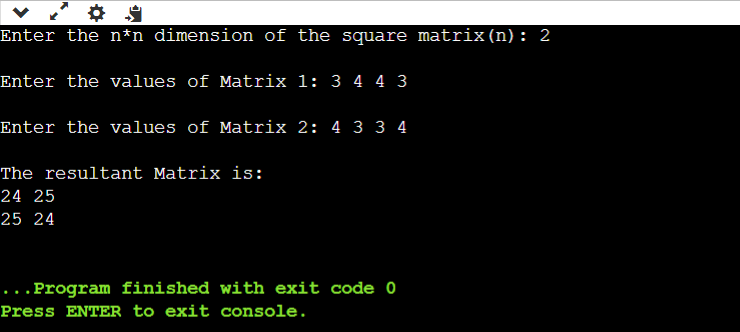 Enter the n*n dimension of the square matrix(n): 2
Enter the values of Matrix 1: 3 4 4 3
Enter the values of Matrix 2: 4 3 3 4
The resultant Matrix is:
24 25
25 24
...Program finished with exit code 0
Press ENTER to exit console.